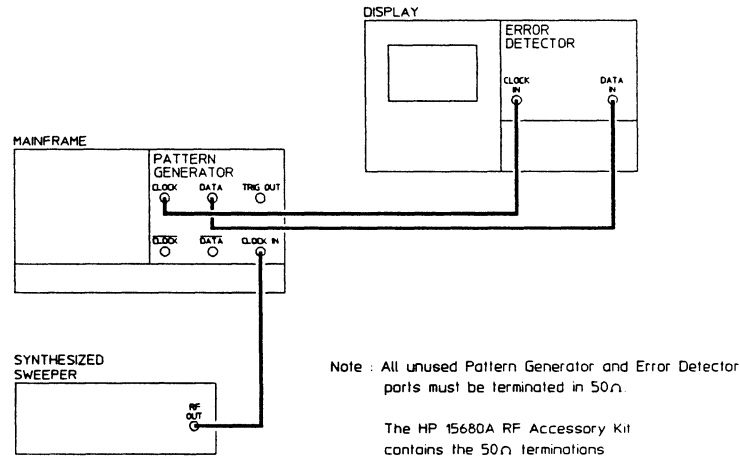 DISPLAY
ERROR
DETECTOR
CLOCK
IN
DATA
IN
MAINFRAME
PATTERN
GENERATOR
CLOCK
DATA
TRIG OUT
CLOCK
DATA
CLOCK IN
SYNTHESIZED
SWEEPER
RF
OUT
Note : All unused Pattern Generator and Error Detector
ports must be terminated in 50Ω.
The HP 15680A RF Accessory Kit
contains the 50Ω terminations